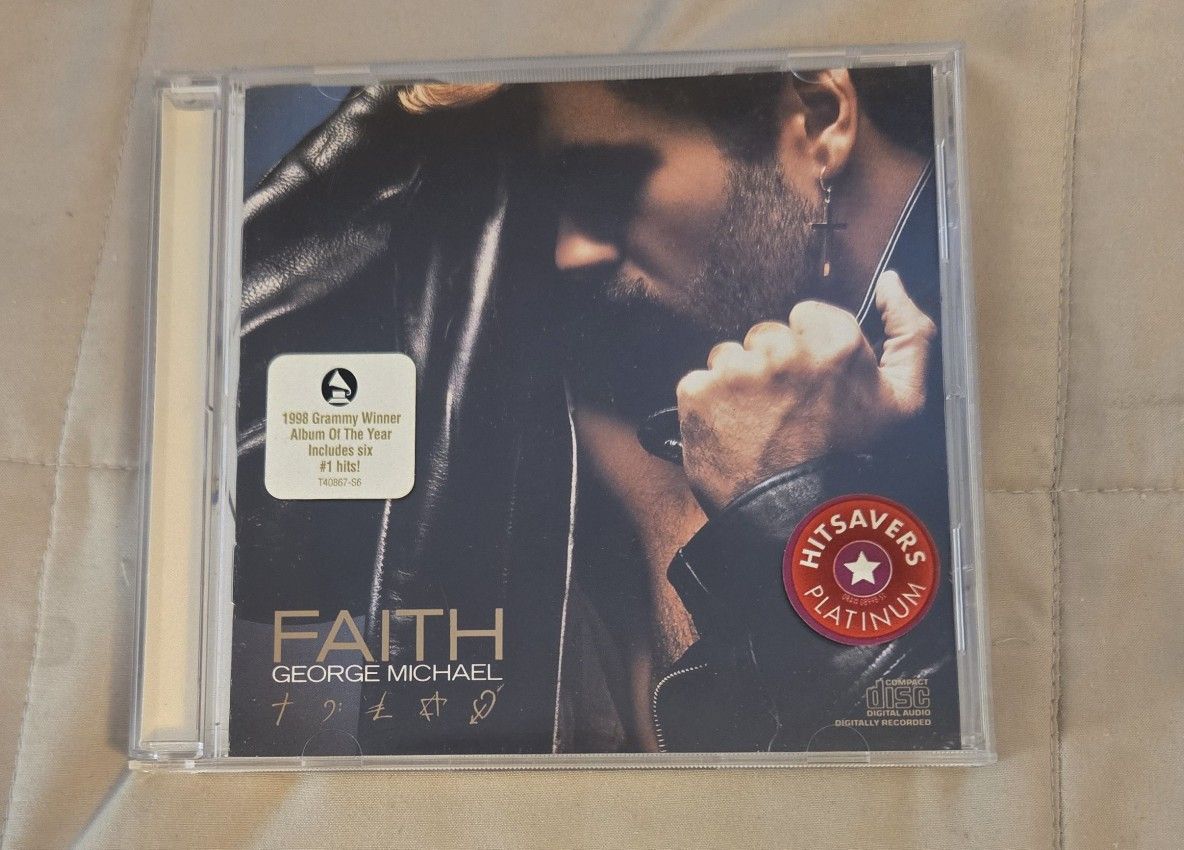 1998 Grammy Winner
Album Of The Year
Includes six
#1 hits!
T40867-S6
HITSAVERS
PLATINUM
FAITH
GEORGE MICHAEL
COMPACT
disc
DIGITAL AUDIO
DIGITALLY RECORDED